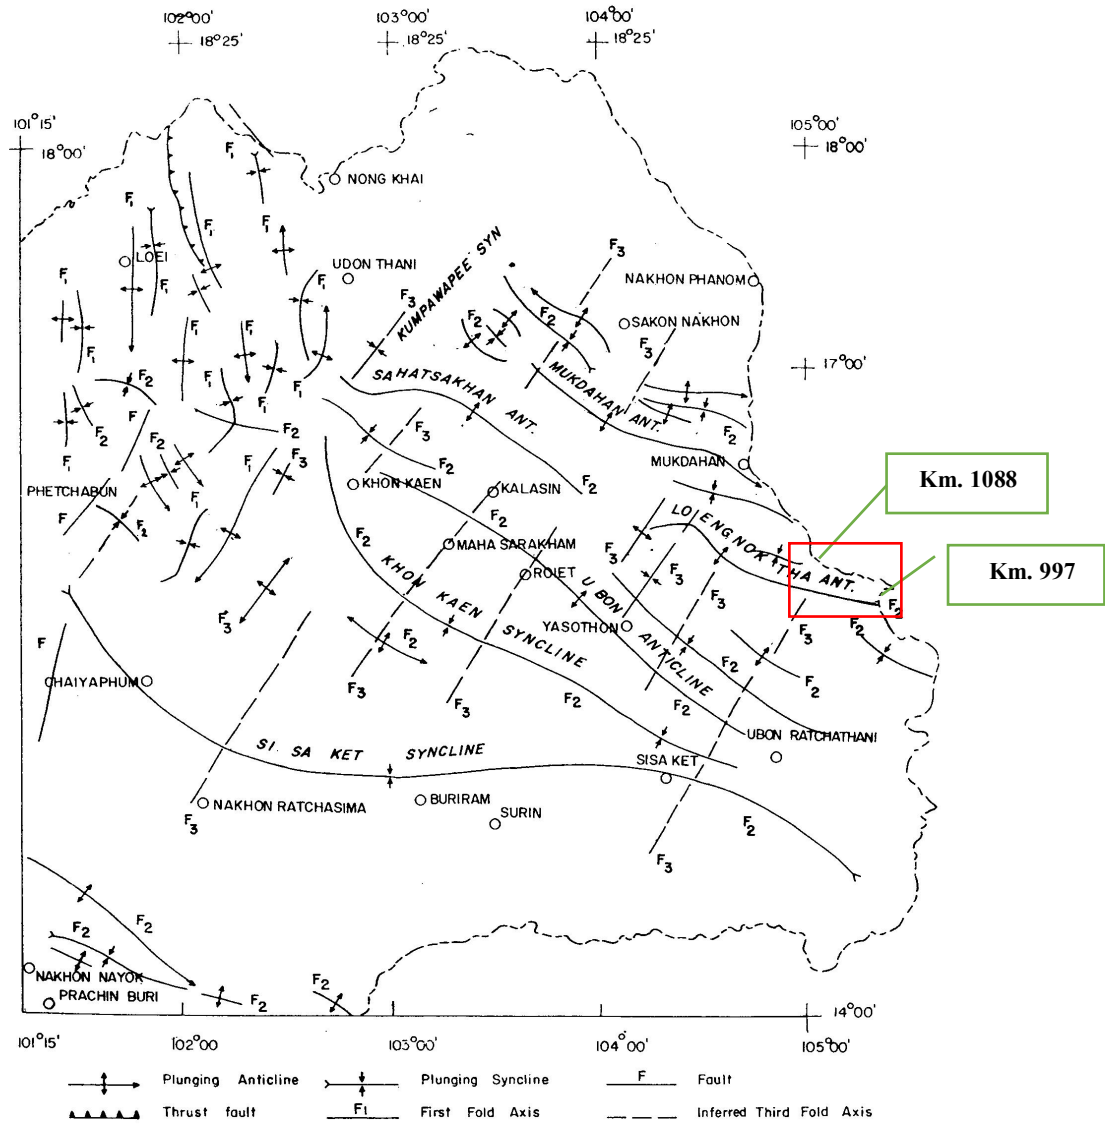 102°00'
18°25'
103°00'
18°25'
104°00'
18°25'
101°15'
18°00'
105°00'
18°00'
F1
NONG KHAI
F1
F1
F1
F3
LOEI
UDON THANI
KUMPAWAPEE SYN
NAKHON PHANOM
F1
F1
F1
F3
F2
F2
SAKON NAKHON
F1
F1
F3
17°00'
F1
F2
F1
F1
SAHATSAKHAN ANT.
MUKDAHAN ANT.
F
F2
F2
F2
F3
F2
F1
F1
F3
F2
MUKDAHAN
Km. 1088
PHETCHABUN
F1
KHON KAEN
KALASIN
F2
F
F2
F2
LOENGNOKTHA ANT.
F2
MAHA SARAKHAM
F3
F3
Km. 997
ROIET
KHON KAEN SYNCLINE
UBON ANTICLINE
F3
F2
F3
F2
F3
F2
YASOTHON
F
F2
F2
CHAIYAPHUM
F3
F3
F2
F2
UBON RATCHATHANI
SI SA KET SYNCLINE
SISA KET
NAKHON RATCHASIMA
BURIRAM
SURIN
F3
F2
F3
F2
F2
NAKHON NAYOK
PRACHIN BURI
F2
F2
14°00'
101°15'
102°00
103°00'
104°00'
105°00'
Plunging Anticline
Plunging Syncline
F
Fault
Thrust fault
F1
First Fold Axis
Inferred Third Fold Axis